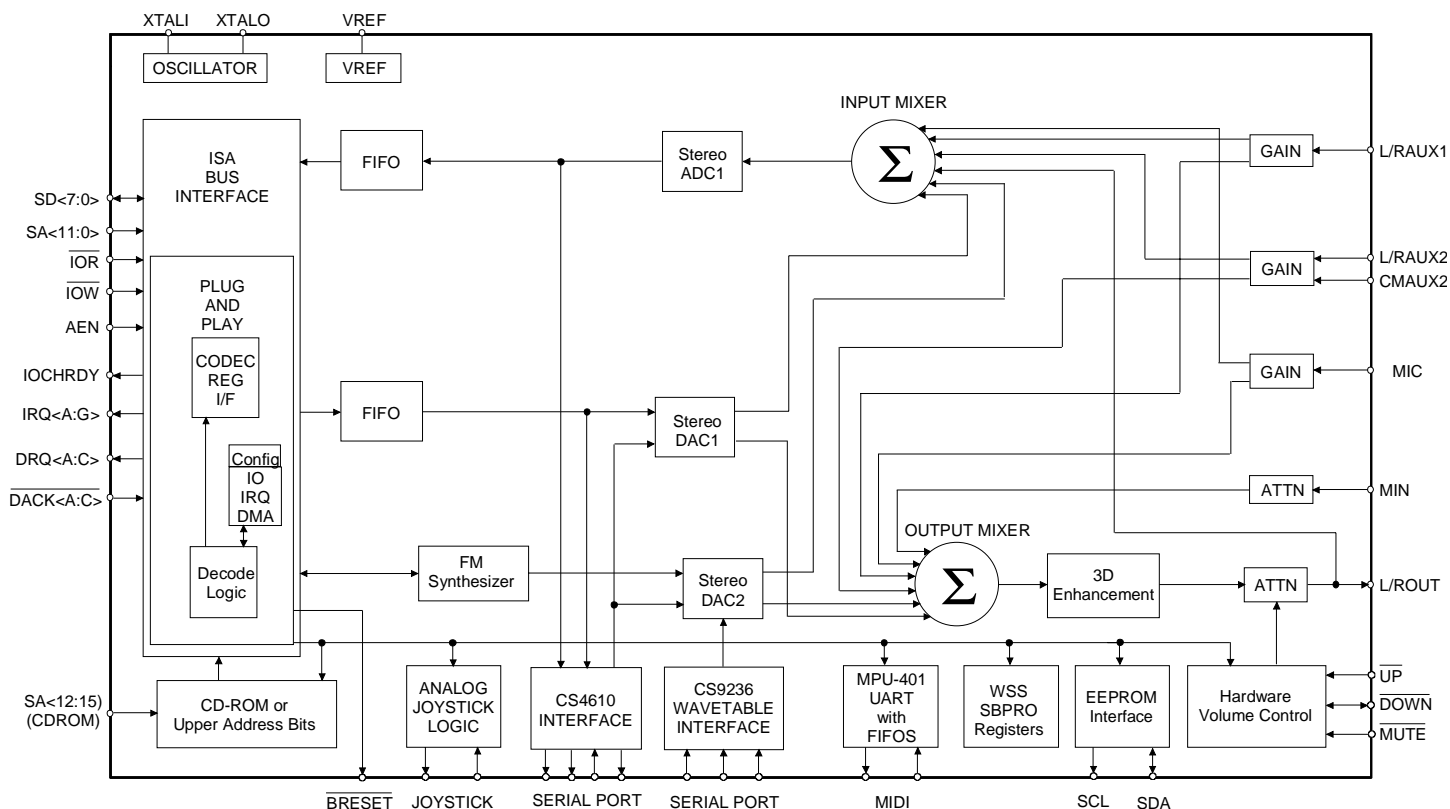 XTALI
XTALO
VREF
OSCILLATOR
VREF
INPUT MIXER
Σ
ISA
BUS
INTERFACE
FIFO
Stereo
ADC1
GAIN
L/RAUX1
SD<7:0>
SA<11:0>
IOR
IOW
AEN
IOCHRDY
IRQ<A:G>
DRQ<A:C>
DACK<A:C>
PLUG
AND
PLAY
CODEC
REG
I/F
Config
IO
IRQ
DMA
Decode
Logic
GAIN
L/RAUX2
CMAUX2
GAIN
MIC
FIFO
Stereo
DAC1
ATTN
MIN
OUTPUT MIXER
Σ
FM
Synthesizer
Stereo
DAC2
3D
Enhancement
ATTN
L/ROUT
SA<12:15)
(CDROM)
CD-ROM or
Upper Address Bits
ANALOG
JOYSTICK
LOGIC
CS4610
INTERFACE
CS9236
WAVETABLE
INTERFACE
MPU-401
UART
with
FIFOS
WSS
SBPRO
Registers
EEPROM
Interface
Hardware
Volume Control
UP
DOWN
MUTE
BRESET
JOYSTICK
SERIAL PORT
SERIAL PORT
MIDI
SCL
SDA